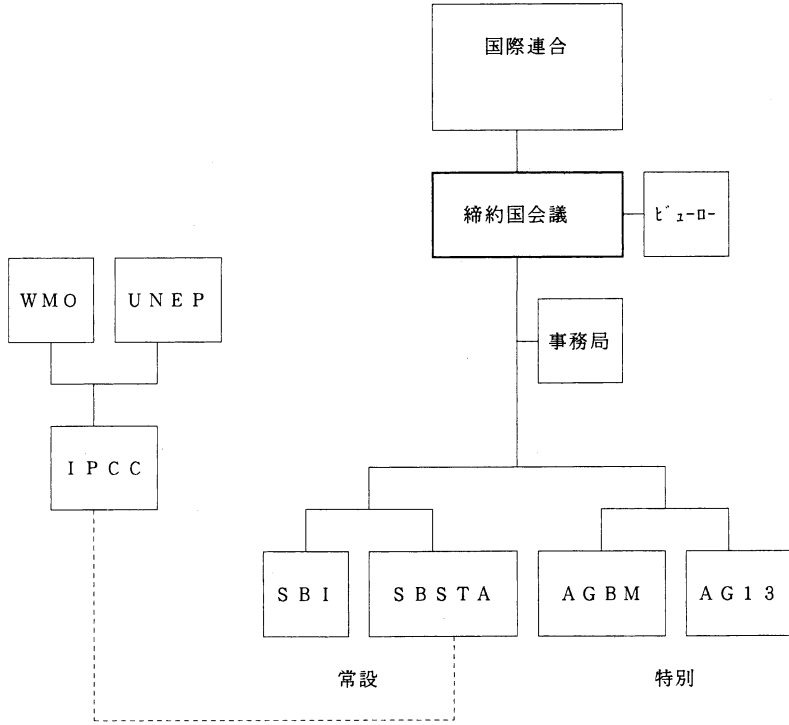 国際連合
締約国会議
ビューロー
WMO
UNEP
事務局
IPCC
SBI
SBSTA
AGBM
AG13
常設
特別